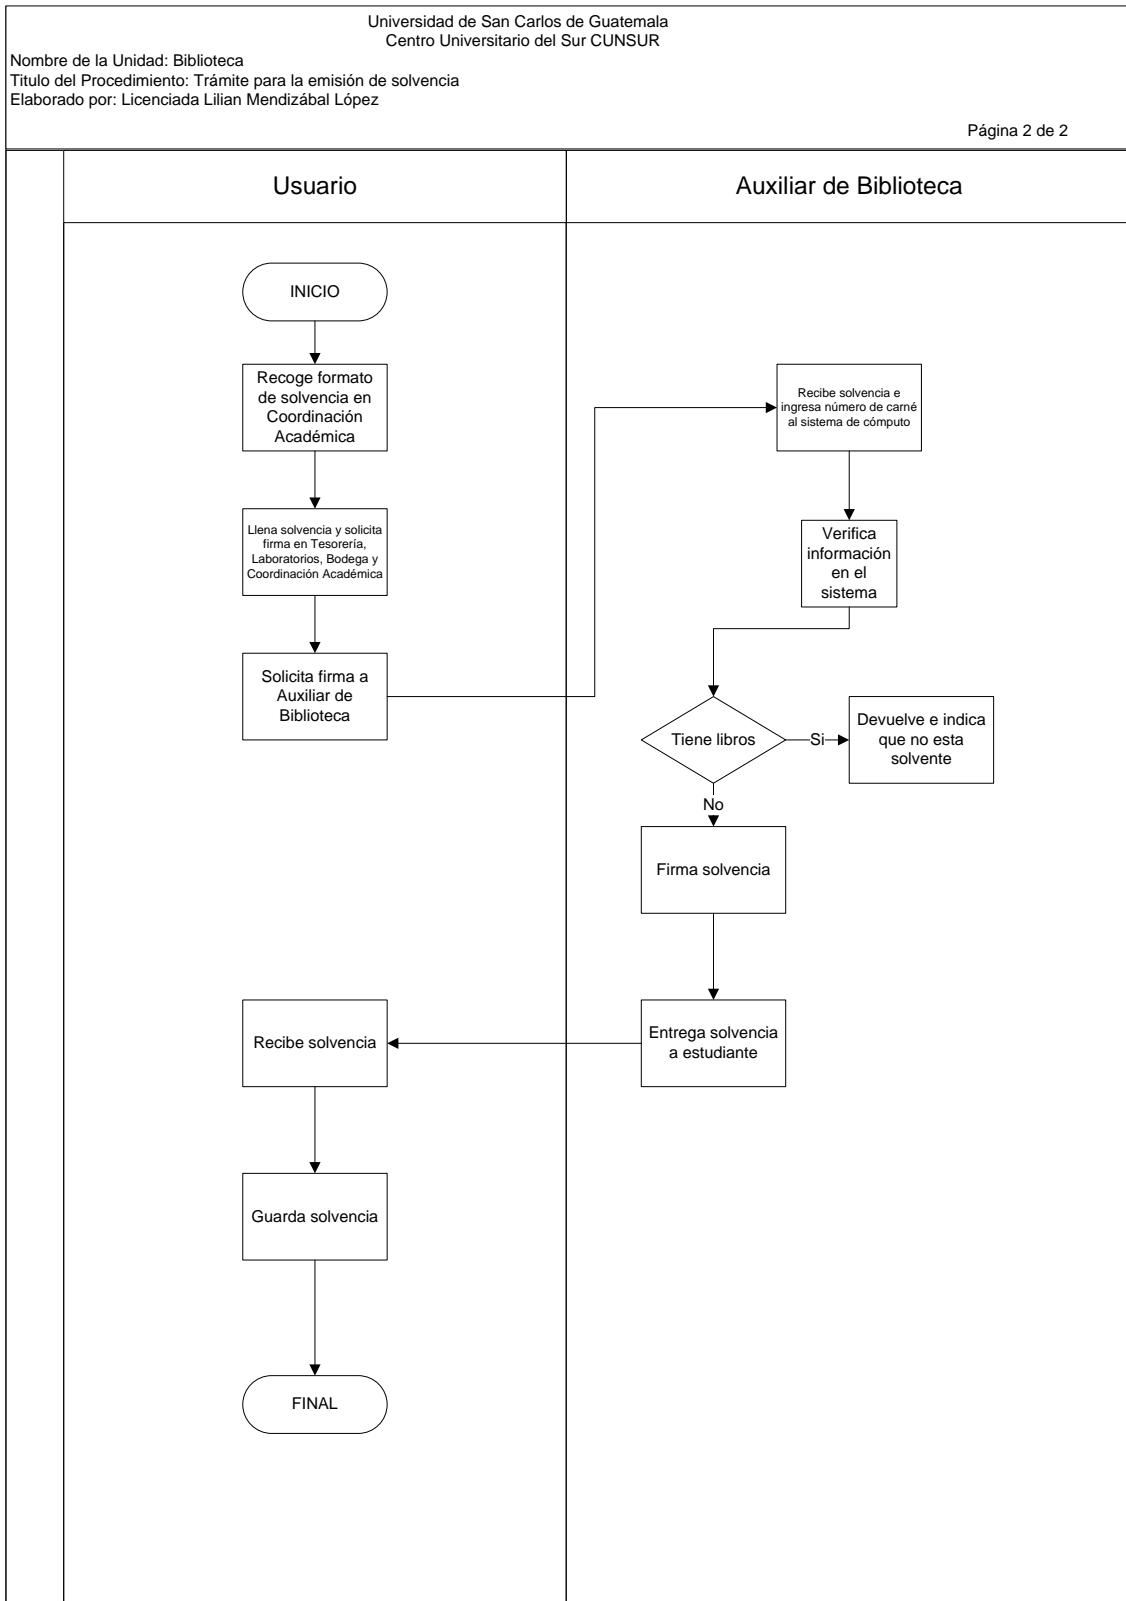 Universidad de San Carlos de Guatemala
Centro Universitario del Sur CUNSUR
Nombre de la Unidad: Biblioteca
Titulo del Procedimiento: Trámite para la emisión de solvencia
Elaborado por: Licenciada Lilian Mendizábal López
Página 2 de 2
Usuario
Auxiliar de Biblioteca
INICIO
Recoge formato
de solvencia en
Coordinación
Académica
Llena solvencia y solicita
firma en Tesorería,
Laboratorios, Bodega y
Coordinación Académica
Solicita firma a
Auxiliar de
Biblioteca
Recibe solvencia e
ingresa número de carné
al sistema de cómputo
Verifica
información
en el
sistema
Tiene libros
Si
Devuelve e indica
que no esta
solvente
No
Firma solvencia
Entrega solvencia
a estudiante
Recibe solvencia
Guarda solvencia
FINAL